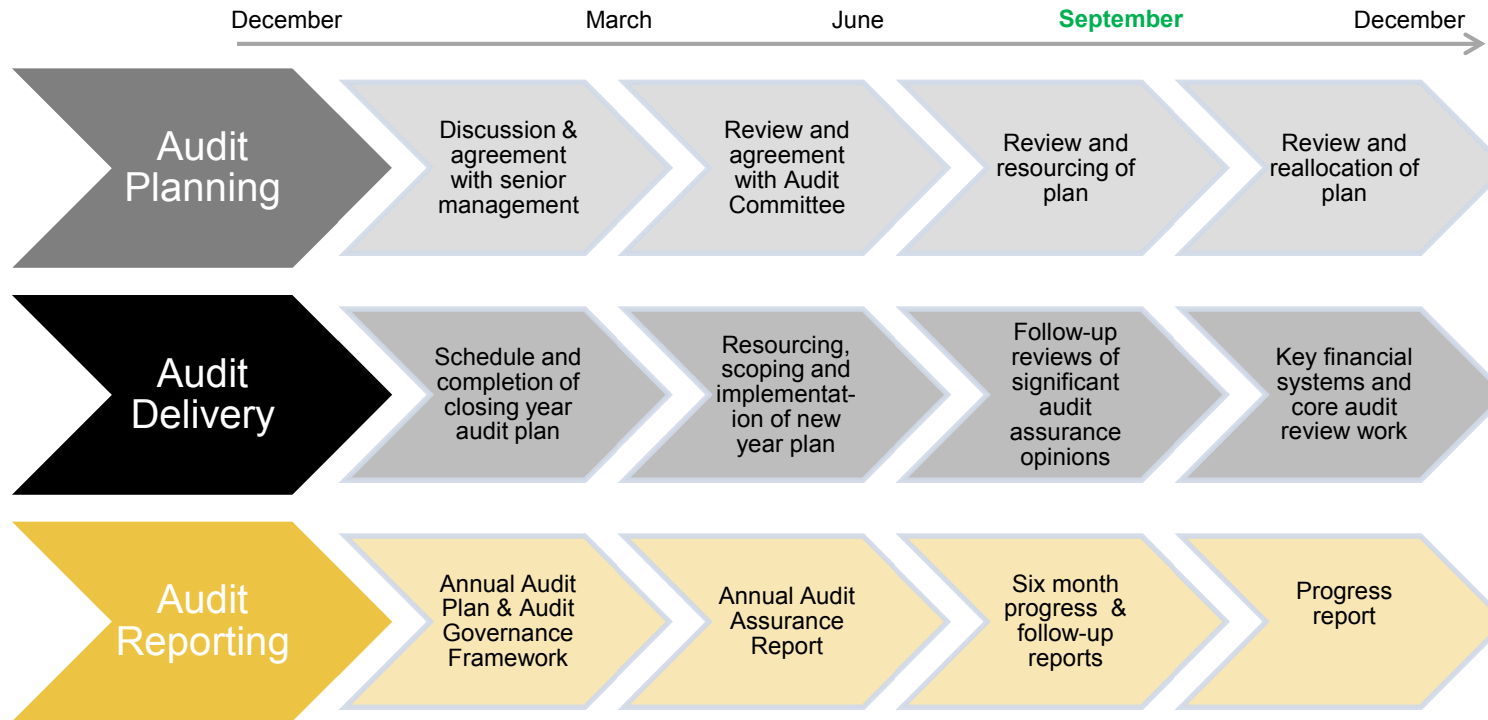 December March June September December
Audit
Planning
Discussion &
agreement
with senior
management
Review and
agreement
with Audit
Committee
Review and
resourcing of
plan
Review and
reallocation of
plan
Audit
Delivery
Schedule and
completion of
closing year
audit plan
Resourcing,
scoping and
implementat-
ion of new
year plan
Follow-up
reviews of
significant
audit
assurance
opinions
Key financial
systems and
core audit
review work
Audit
Reporting
Annual Audit
Plan & Audit
Governance
Framework
Annual Audit
Assurance
Report
Six month
progress &
follow-up
reports
Progress
report